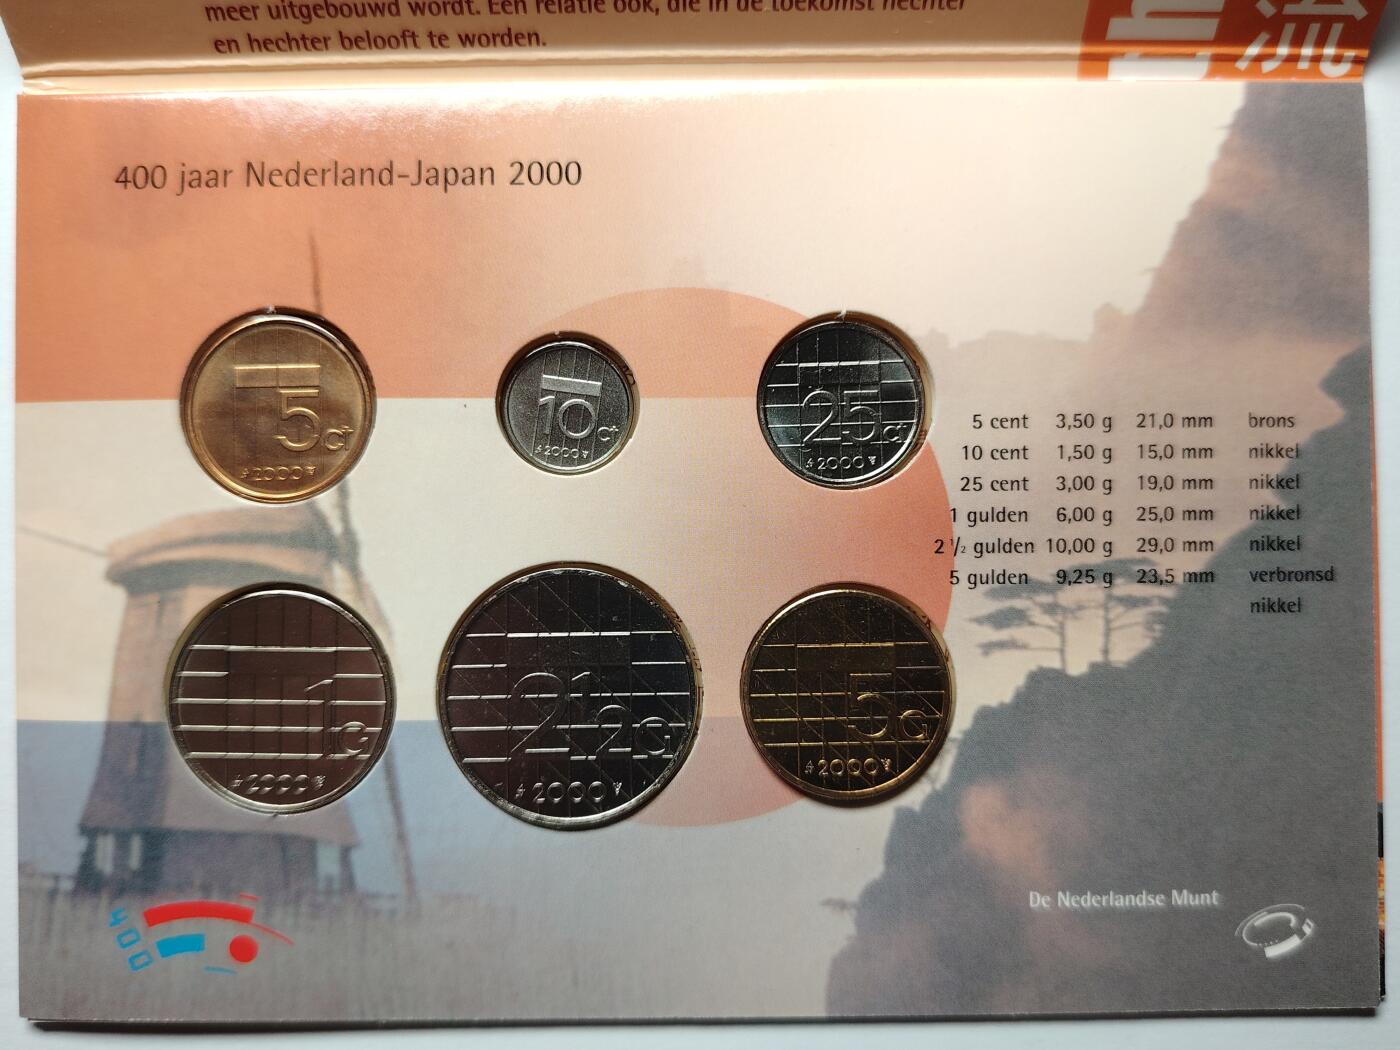 meer uitgebouwd wordt. Een relatie ook, die in de toekomst hechter
en hechter belooft te worden.
th
流
400 jaar Nederland-Japan 2000
5 ct
2000
10 ct
2000
25 ct
2000
5 cent 3,50 g 21,0 mm brons
10 cent 1,50 g 15,0 mm nikkel
25 cent 3,00 g 19,0 mm nikkel
1 gulden 6,00 g 25,0 mm nikkel
2 1/2 gulden 10,00 g 29,0 mm nikkel
5 gulden 9,25 g 23,5 mm verbronsd
nikkel
1 G
2000
2 1/2 G
2000
5 G
2000
400
De Nederlandse Munt